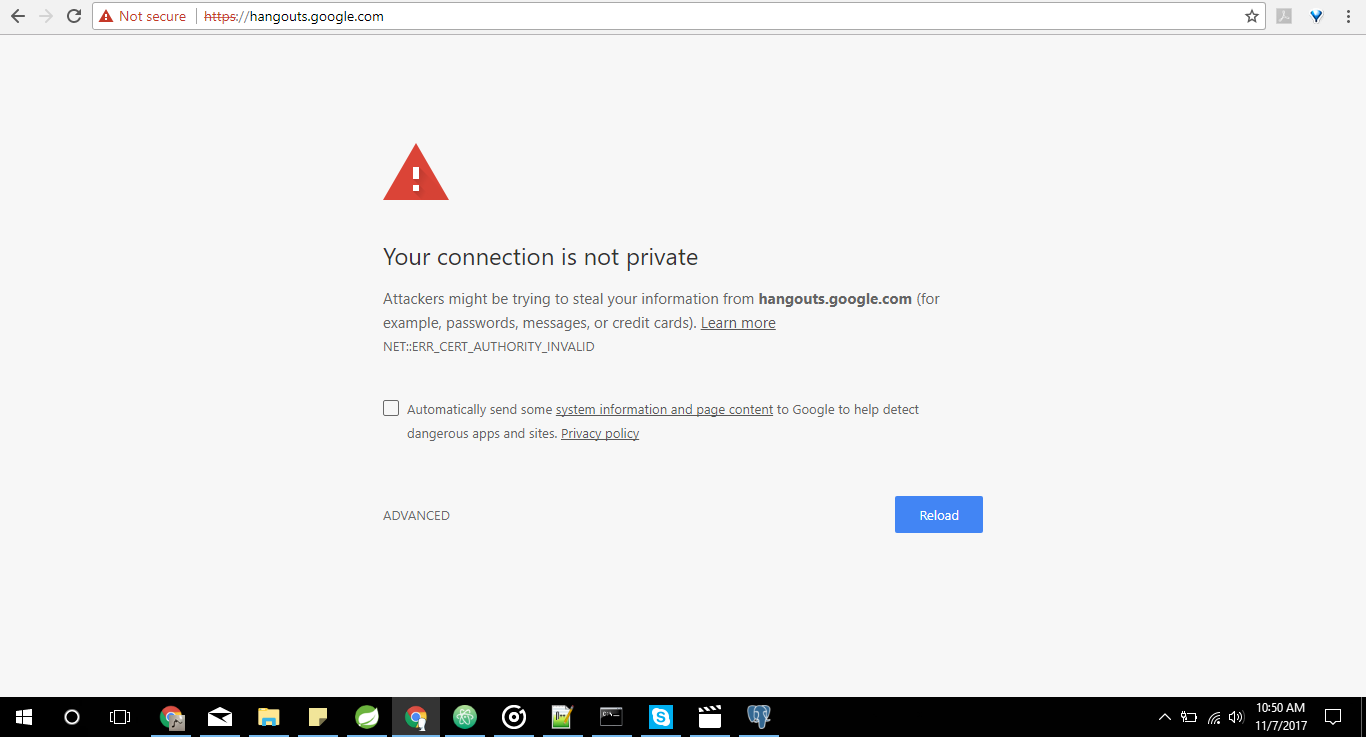 Not secure https://hangouts.google.com
Your connection is not private
Attackers might be trying to steal your information from hangouts.google.com (for
example, passwords, messages, or credit cards). Learn more
NET::ERR_CERT_AUTHORITY_INVALID
Automatically send some system information and page content to Google to help detect
dangerous apps and sites. Privacy policy
ADVANCED
Reload
10:50 AM
11/7/2017